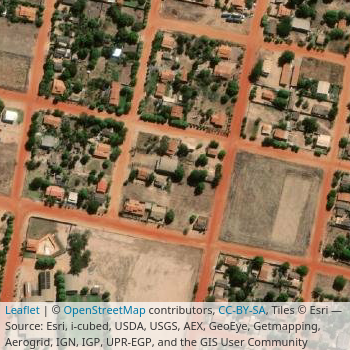 Leaflet | © OpenStreetMap contributors, CC-BY-SA, Tiles © Esri —
Source: Esri, i-cubed, USDA, USGS, AEX, GeoEye, Getmapping,
Aerogrid, IGN, IGP, UPR-EGP, and the GIS User Community